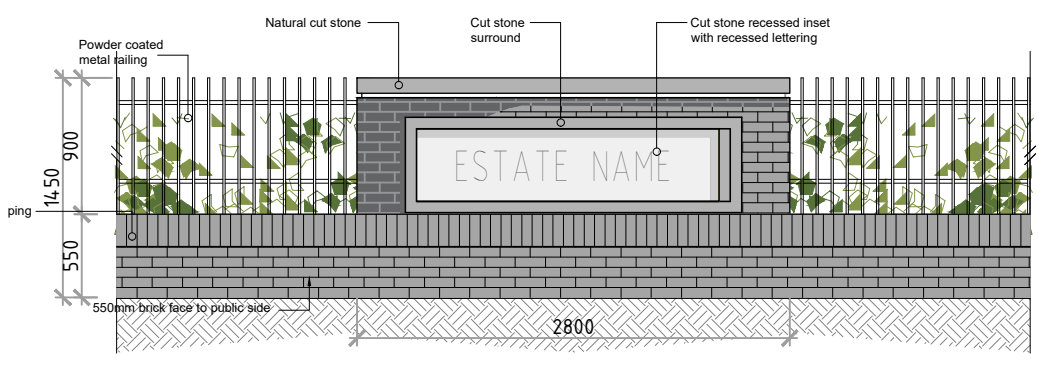 Natural cut stone
Cut stone
surround
Cut stone recessed inset
with recessed lettering
Powder coated
metal railing
900
1450
ESTATE NAME
ping
550
550mm brick face to public side
2800